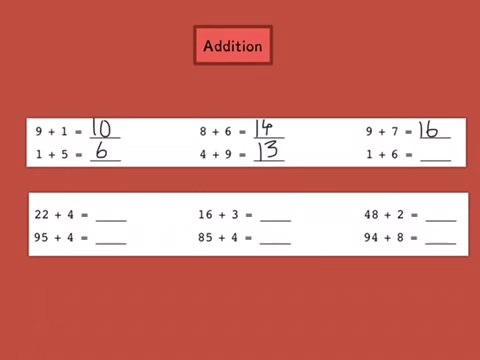 Addition
9 + 1 = 10 8 + 6 = 14 9 + 7 = 16
1 + 5 = 6 4 + 9 = 13 1 + 6 = ____
22 + 4 = ____ 16 + 3 = ____ 48 + 2 = ____
95 + 4 = ____ 85 + 4 = ____ 94 + 8 = ____